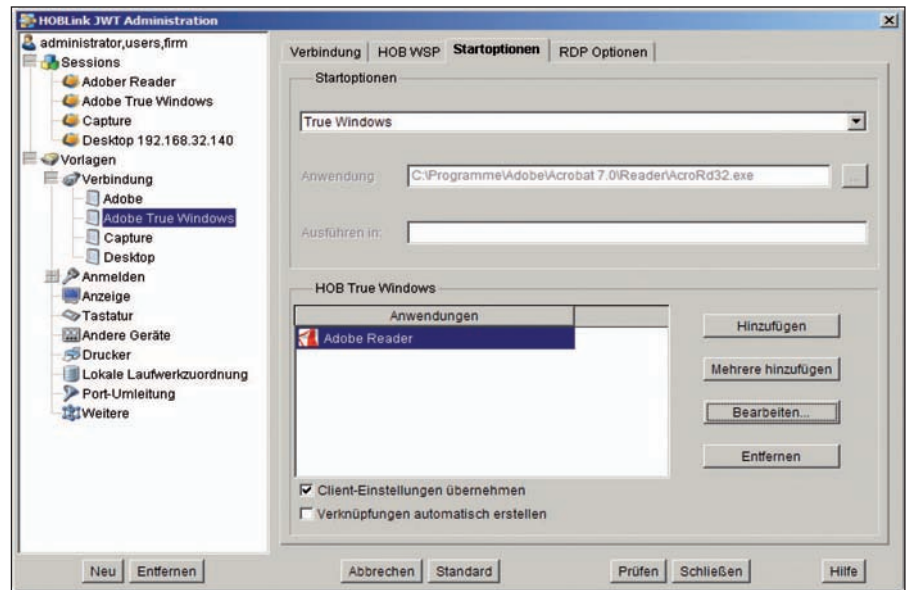 HOBLink JWT Administration
administrator,users,firm
Sessions
Adober Reader
Adobe True Windows
Capture
Desktop 192.168.32.140
Vorlagen
Verbindung
Adobe
Adobe True Windows
Capture
Desktop
Anmelden
Anzeige
Tastatur
Andere Geräte
Drucker
Lokale Laufwerkzuordnung
Port-Umleitung
Weitere
Neu Entfernen
Verbindung HOB WSP Startoptionen RDP Optionen
Startoptionen
True Windows
Anwendung C:\Programme\Adobe\Acrobat 7.0\Reader\AcroRd32.exe ...
Ausführen in:
HOB True Windows
Anwendungen
Adobe Reader
Hinzufügen
Mehrere hinzufügen
Bearbeiten...
Entfernen
Client-Einstellungen übernehmen
Verknüpfungen automatisch erstellen
Abbrechen Standard Prüfen Schließen Hilfe